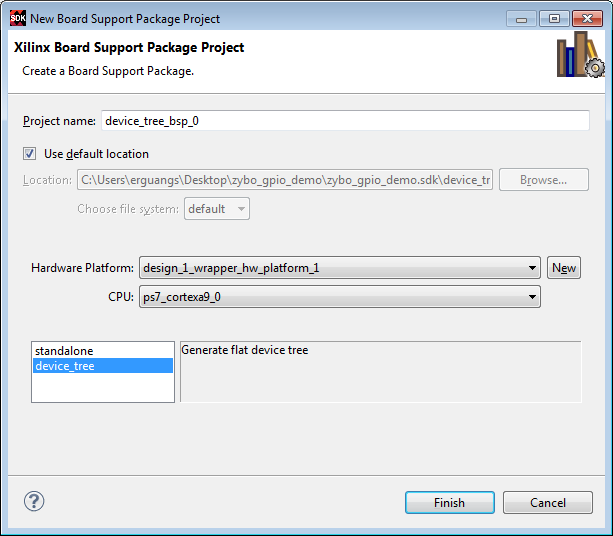 SDK New Board Support Package Project
Xilinx Board Support Package Project
Create a Board Support Package.
Project name: device_tree_bsp_0
Use default location
Location: C:\Users\erguangs\Desktop\zybo_gpio_demo\zybo_gpio_demo.sdk\device_tr Browse...
Choose file system: default
Hardware Platform: design_1_wrapper_hw_platform_1 New
CPU: ps7_cortexa9_0
standalone Generate flat device tree
device_tree
? Finish Cancel